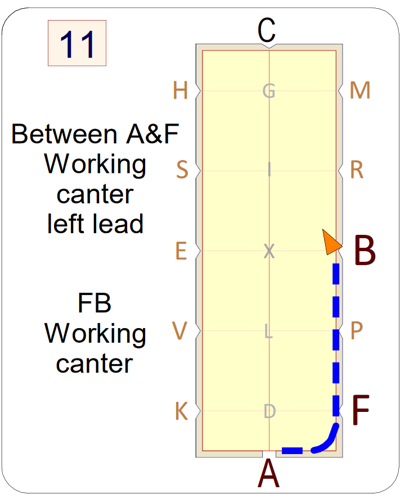 11
C
H G M
Between A&F
Working
canter
left lead
S I R
E X B
FB
Working
canter
V L P
K D F
A